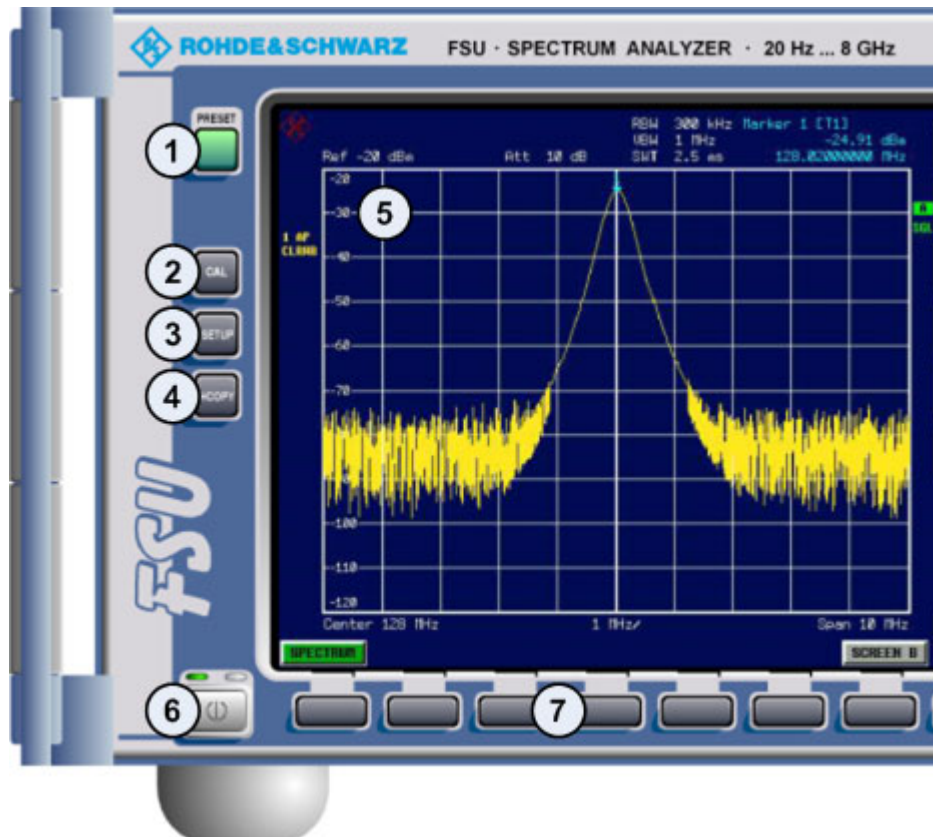 ROHDE&SCHWARZ FSU · SPECTRUM ANALYZER · 20 Hz ... 8 GHz
PRESET
1
RBW 300 kHz Marker 1 [T1]
VBW 1 MHz -24.91 dBm
Ref -20 dBm Att 10 dB SWT 2.5 ms 128.02000000 MHz
-20
5
-30
A
SGL
1 AP
CLRWR
-40
2
CAL
-50
3
SETUP
-60
4
HCOPY
-70
-100
-110
-120
FSU
Center 128 MHz 1 MHz/ Span 10 MHz
SPECTRUM
SCREEN B
6
7